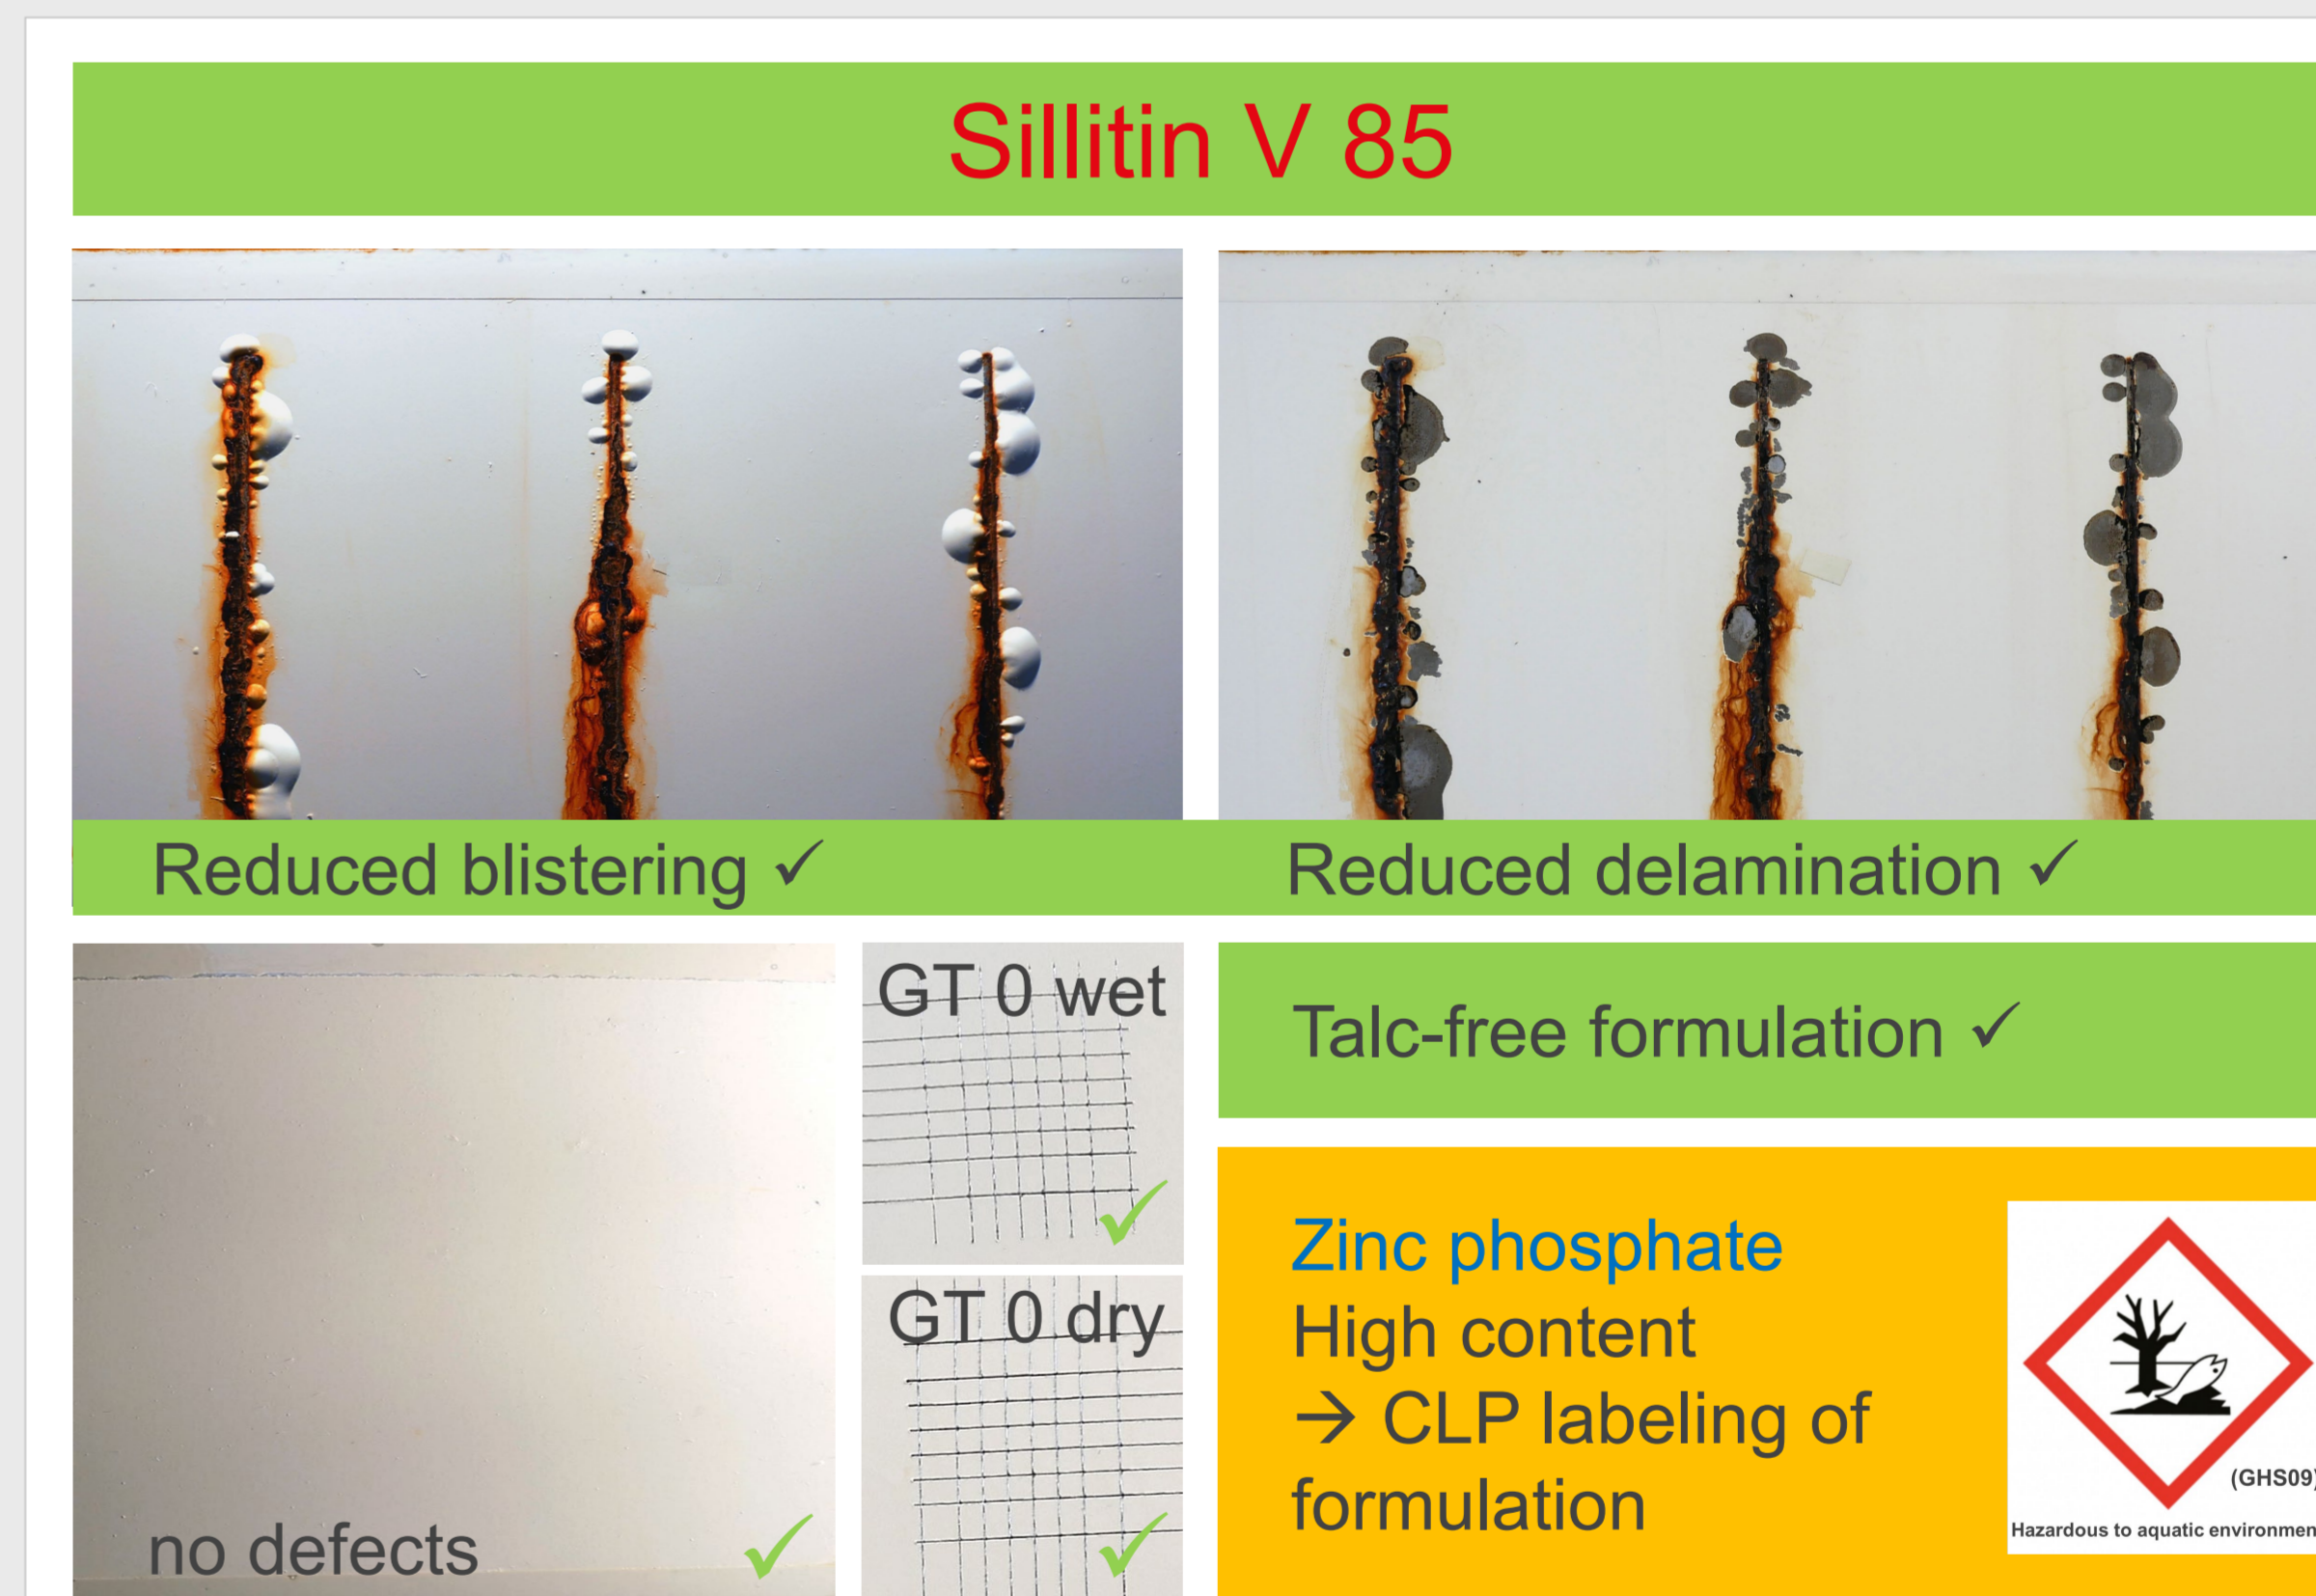 Sillitin V 85
Reduced blistering ✓
Reduced delamination ✓
no defects ✓
GT 0 wet
✓
GT 0 dry
✓
Talc-free formulation ✓
Zinc phosphate
High content
→ CLP labeling of
formulation
(GHS09)
Hazardous to aquatic environmen